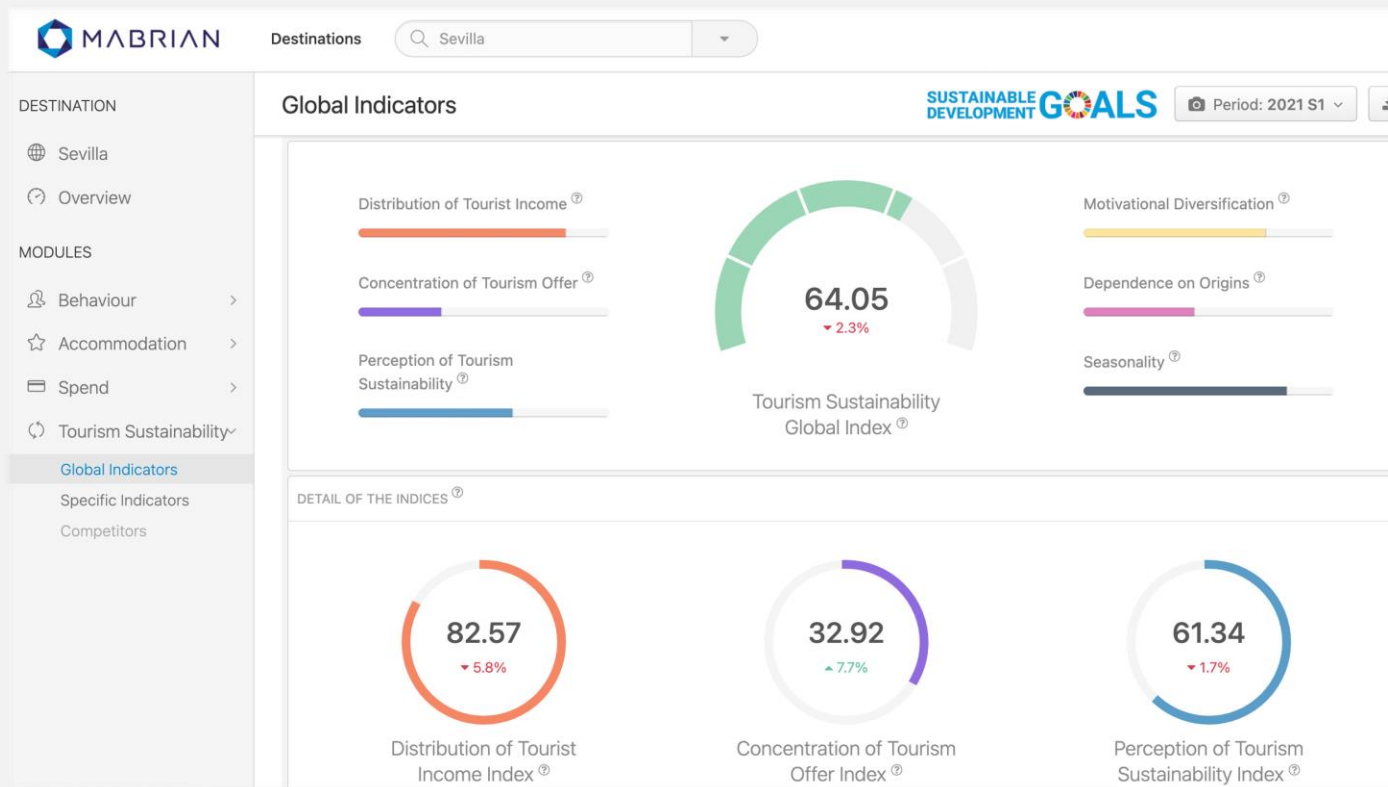 MABRIAN
Destinations
Sevilla
DESTINATION
Sevilla
Overview
MODULES
Behaviour
Accommodation
Spend
Tourism Sustainability
Global Indicators
Specific Indicators
Competitors
Global Indicators
SUSTAINABLE
DEVELOPMENT
GOALS
Period: 2021 S1
Distribution of Tourist Income ?
Concentration of Tourism Offer ?
Perception of Tourism
Sustainability ?
64.05
▼ 2.3%
Tourism Sustainability
Global Index ?
Motivational Diversification ?
Dependence on Origins ?
Seasonality ?
DETAIL OF THE INDICES ?
82.57
▼ 5.8%
Distribution of Tourist
Income Index ?
32.92
▲ 7.7%
Concentration of Tourism
Offer Index ?
61.34
▼ 1.7%
Perception of Tourism
Sustainability Index ?